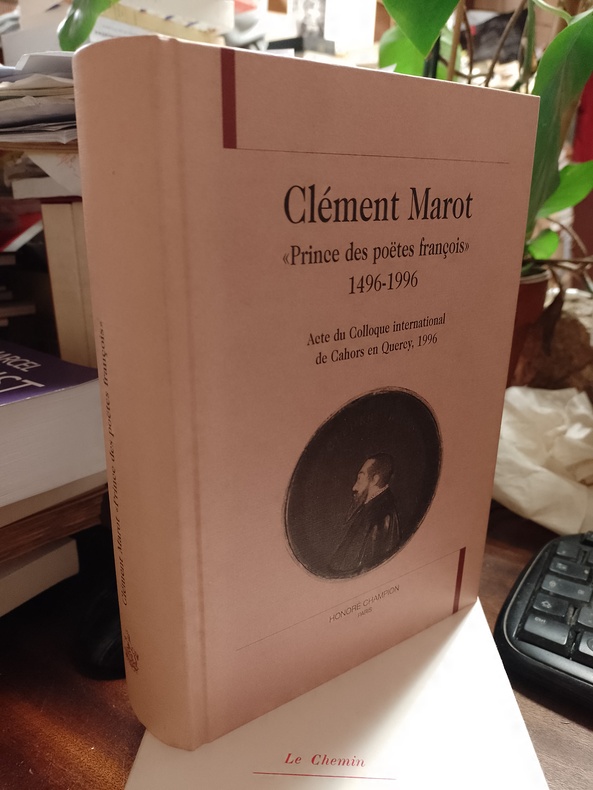 Clément Marot
«Prince des poëtes françois»
1496-1996
Acte du Colloque international
de Cahors en Quercy, 1996
HONORÉ CHAMPION
PARIS
Clément Marot «Prince des poëtes françois»
MARCEL
Le Chemin